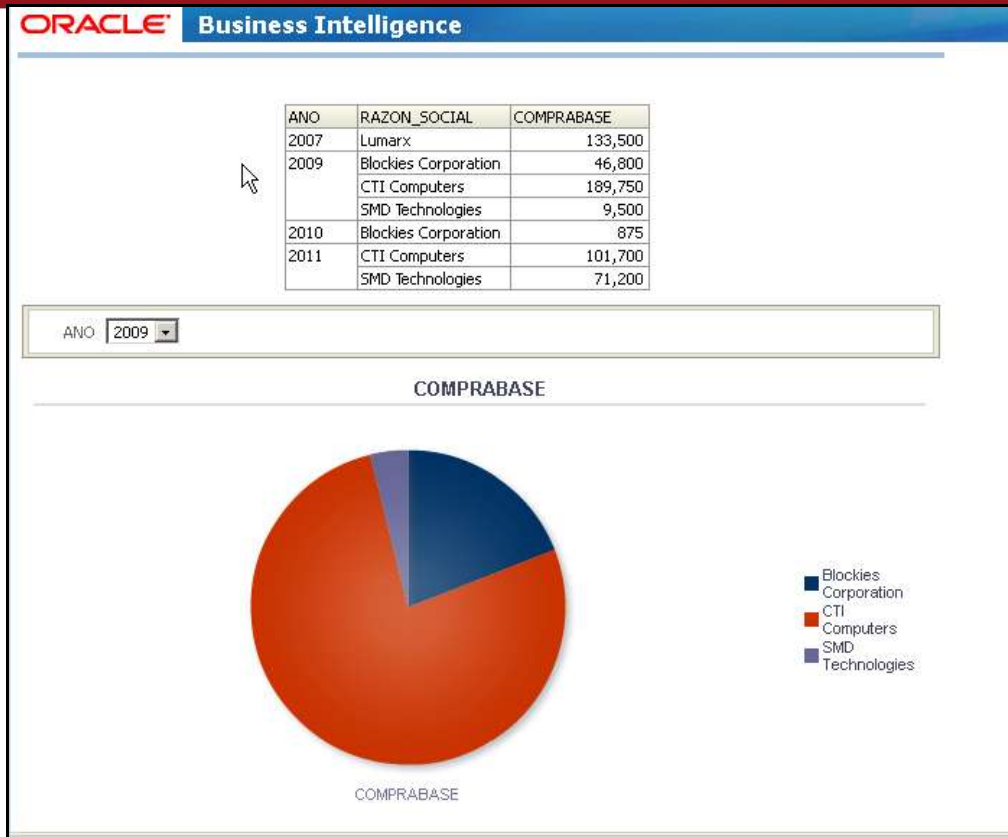 ORACLE Business Intelligence
ANO RAZON_SOCIAL COMPRABASE
2007 Lumarx 133,500
2009 Blockies Corporation 46,800
CTI Computers 189,750
SMD Technologies 9,500
2010 Blockies Corporation 875
2011 CTI Computers 101,700
SMD Technologies 71,200
ANO 2009
COMPRABASE
Blockies
Corporation
CTI
Computers
SMD
Technologies
COMPRABASE